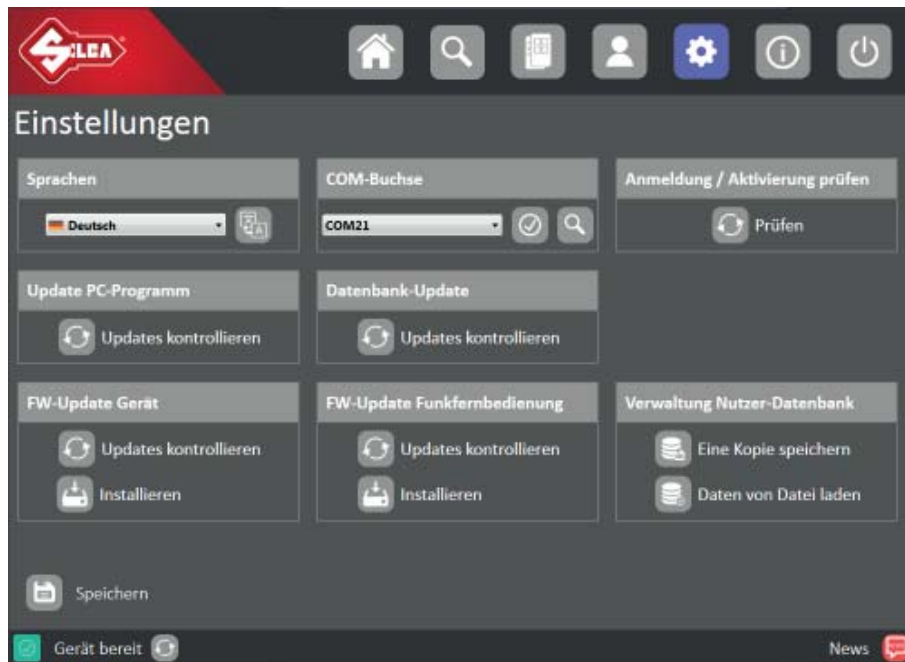 SILCA
Einstellungen
Sprachen
Deutsch
COM-Buchse
COM21
Anmeldung / Aktivierung prüfen
Prüfen
Update PC-Programm
Updates kontrollieren
Datenbank-Update
Updates kontrollieren
FW-Update Gerät
Updates kontrollieren
Installieren
FW-Update Funkfernbedienung
Updates kontrollieren
Installieren
Verwaltung Nutzer-Datenbank
Eine Kopie speichern
Daten von Datei laden
Speichern
Gerät bereit
News